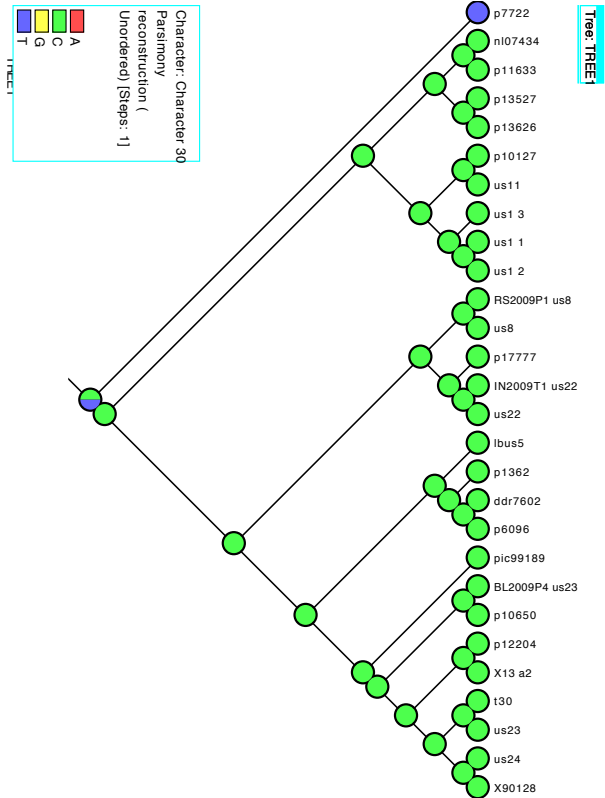 Tree: TREE1
Character: Character 30
Parsimony
reconstruction (
Unordered) [Steps: 1]
A
C
G
T
p7722
nl07434
p11633
p13527
p13626
p10127
us11
us1 3
us1 1
us1 2
RS2009P1 us8
us8
p17777
IN2009T1 us22
us22
lbus5
p1362
ddr7602
p6096
pic99189
BL2009P4 us23
p10650
p12204
X13 a2
t30
us23
us24
X90128